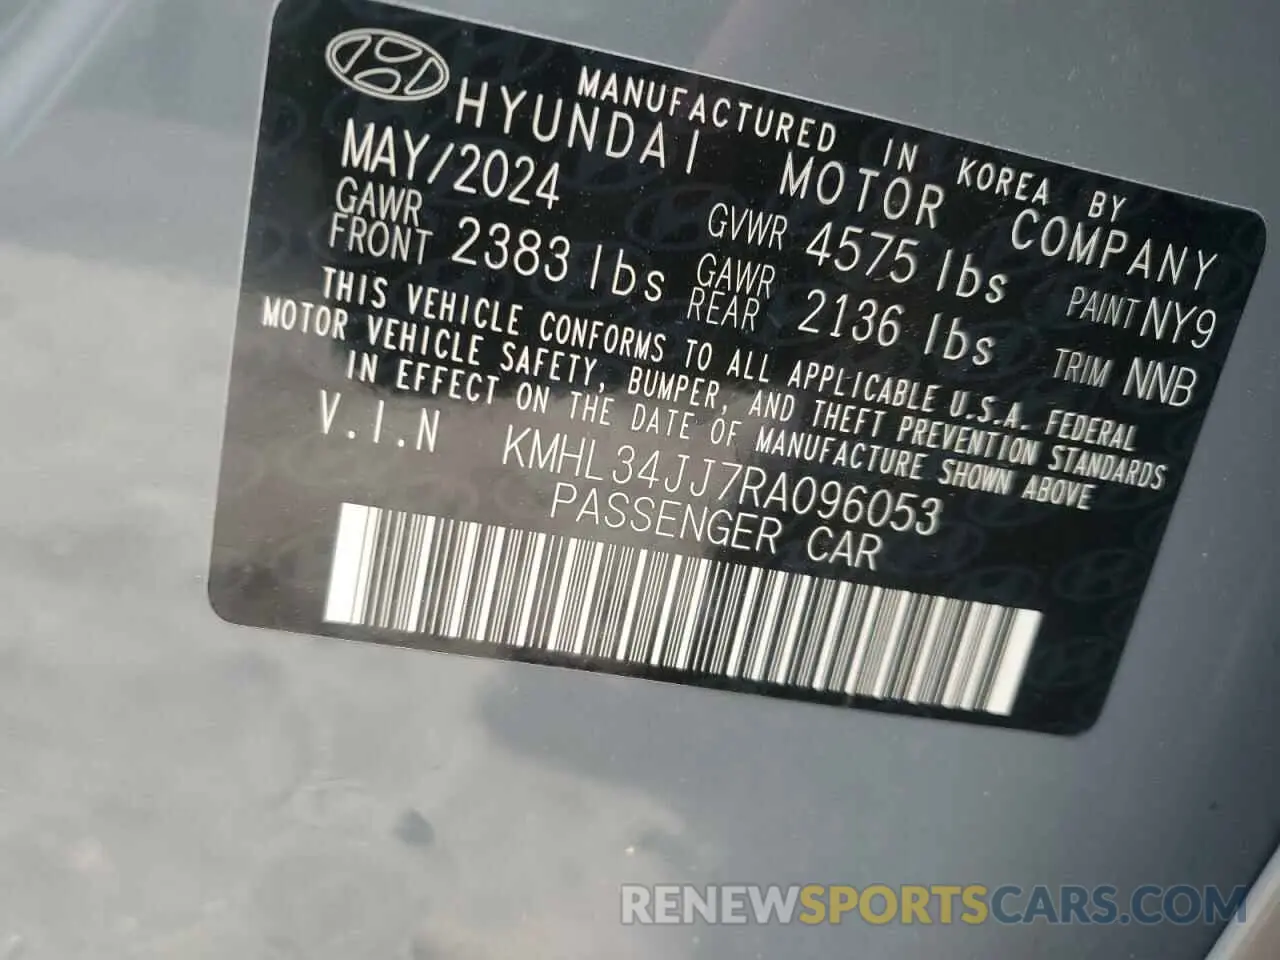 MANUFACTURED IN KOREA BY
HYUNDAI MOTOR COMPANY
MAY/2024 GVWR 4575 lbs PAINT NY9
GAWR FRONT 2383 lbs GAWR REAR 2136 lbs TRIM NNB
THIS VEHICLE CONFORMS TO ALL APPLICABLE U.S.A. FEDERAL
MOTOR VEHICLE SAFETY, BUMPER, AND THEFT PREVENTION STANDARDS
IN EFFECT ON THE DATE OF MANUFACTURE SHOWN ABOVE
V.I.N KMHL34JJ7RA096053
PASSENGER CAR
RENEWSPORTSCARS.COM